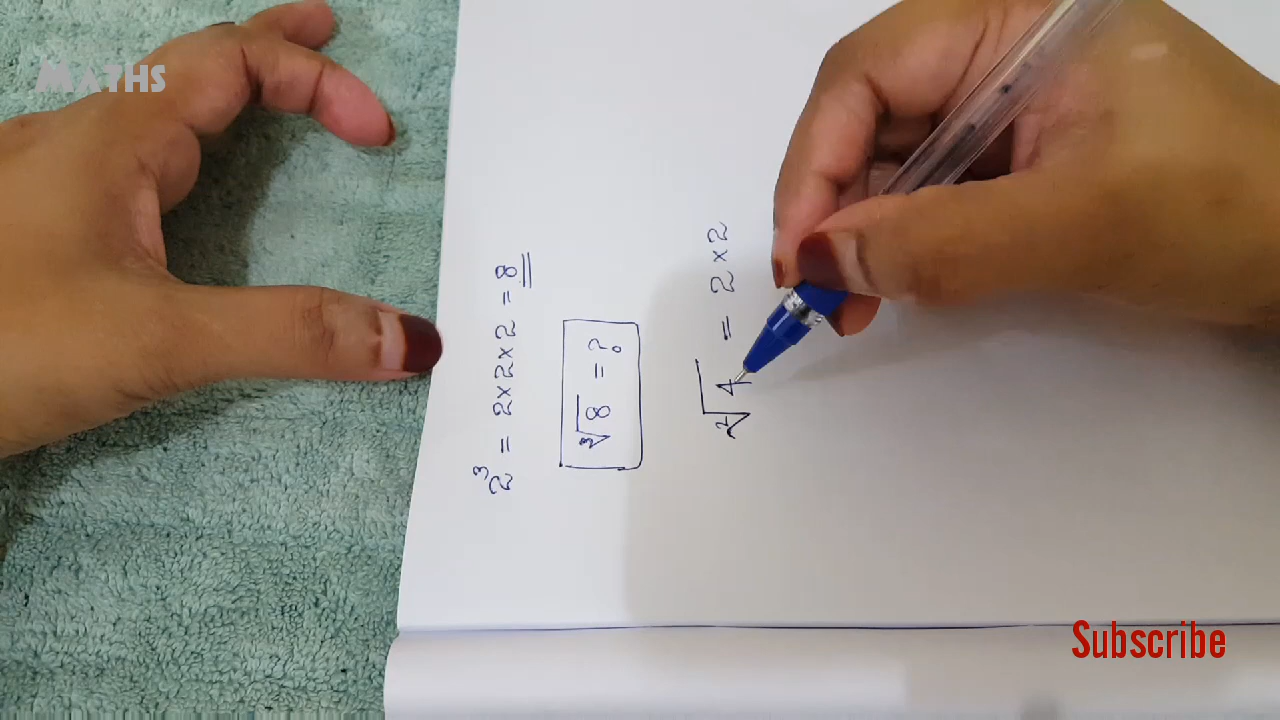 MATHS
2³ = 2×2×2 = 8
∛8 = ?
²√4 = 2×2
Subscribe